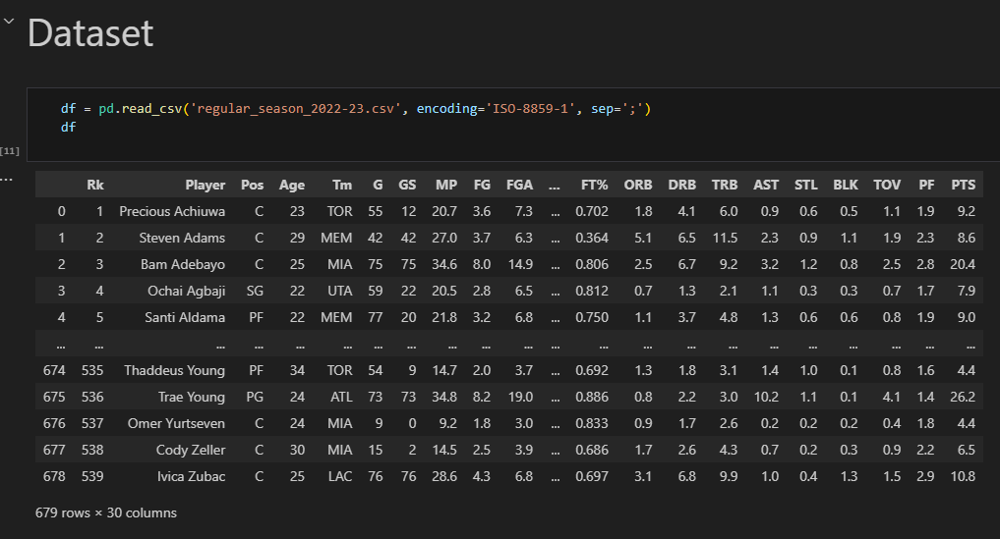 Dataset
df = pd.read_csv('regular_season_2022-23.csv', encoding='ISO-8859-1', sep=';')
df
[11]
...
Rk Player Pos Age Tm G GS MP FG FGA ... FT% ORB DRB TRB AST STL BLK TOV PF PTS
0 1 Precious Achiuwa C 23 TOR 55 12 20.7 3.6 7.3 ... 0.702 1.8 4.1 6.0 0.9 0.6 0.5 1.1 1.9 9.2
1 2 Steven Adams C 29 MEM 42 42 27.0 3.7 6.3 ... 0.364 5.1 6.5 11.5 2.3 0.9 1.1 1.9 2.3 8.6
2 3 Bam Adebayo C 25 MIA 75 75 34.6 8.0 14.9 ... 0.806 2.5 6.7 9.2 3.2 1.2 0.8 2.5 2.8 20.4
3 4 Ochai Agbaji SG 22 UTA 59 22 20.5 2.8 6.5 ... 0.812 0.7 1.3 2.1 1.1 0.3 0.3 0.7 1.7 7.9
4 5 Santi Aldama PF 22 MEM 77 20 21.8 3.2 6.8 ... 0.750 1.1 3.7 4.8 1.3 0.6 0.6 0.8 1.9 9.0
... ... ... ... ... ... ... ... ... ... ... ... ... ... ... ... ... ... ... ... ... ...
674 535 Thaddeus Young PF 34 TOR 54 9 14.7 2.0 3.7 ... 0.692 1.3 1.8 3.1 1.4 1.0 0.1 0.8 1.6 4.4
675 536 Trae Young PG 24 ATL 73 73 34.8 8.2 19.0 ... 0.886 0.8 2.2 3.0 10.2 1.1 0.1 4.1 1.4 26.2
676 537 Omer Yurtseven C 24 MIA 9 0 9.2 1.8 3.0 ... 0.833 0.9 1.7 2.6 0.2 0.2 0.2 0.4 1.8 4.4
677 538 Cody Zeller C 30 MIA 15 2 14.5 2.5 3.9 ... 0.686 1.7 2.6 4.3 0.7 0.2 0.3 0.9 2.2 6.5
678 539 Ivica Zubac C 25 LAC 76 76 28.6 4.3 6.8 ... 0.697 3.1 6.8 9.9 1.0 0.4 1.3 1.5 2.9 10.8
679 rows × 30 columns